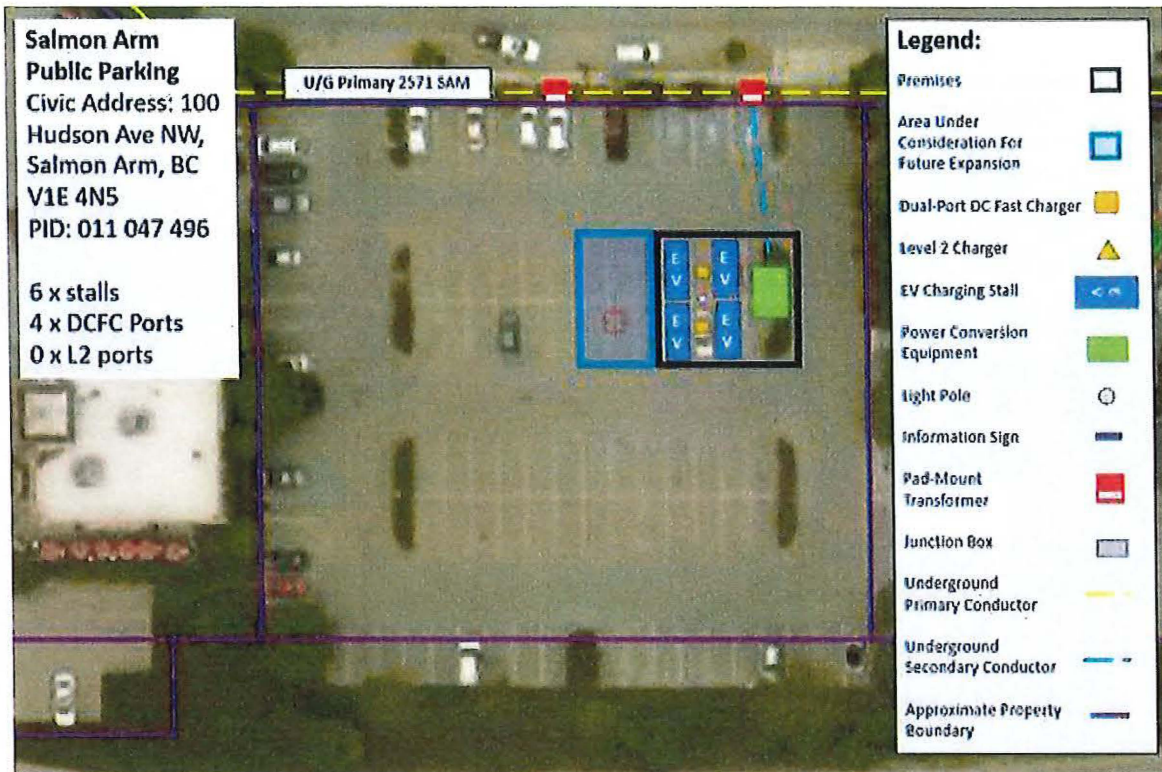 Salmon Arm
Public Parking
Civic Address: 100
Hudson Ave NW,
Salmon Arm, BC
V1E 4N5
PID: 011 047 496
6 x stalls
4 x DCFC Ports
0 x L2 ports
U/G Primary 2571 SAM
E
V
E
V
E
V
E
V
Legend:
Premises
Area Under
Consideration For
Future Expansion
Dual-Port DC Fast Charger
Level 2 Charger
EV Charging Stall
Power Conversion
Equipment
Light Pole
Information Sign
Pad-Mount
Transformer
Junction Box
Underground
Primary Conductor
Underground
Secondary Conductor
Approximate Property
Boundary